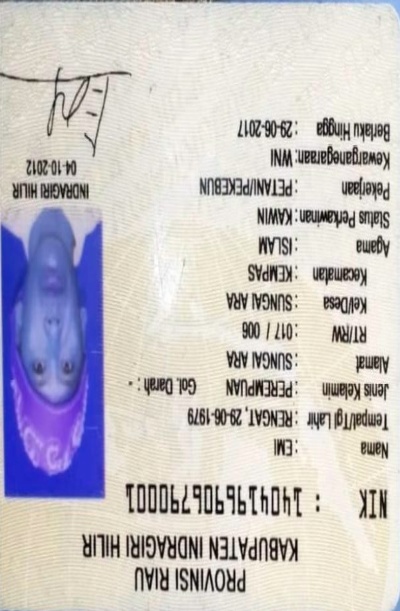 PROVINSI RIAU
KABUPATEN INDRAGIRI HILIR
NIK : 1404196906790001
Nama : EMI
Tempat/Tgl Lahir : RENGAT, 29-06-1979
Jenis Kelamin : PEREMPUAN Gol. Darah : -
Alamat : SUNGAI ARA
RT/RW : 017 / 006
Kel/Desa : SUNGAI ARA
Kecamatan : KEMPAS
Agama : ISLAM
Status Perkawinan : KAWIN
Pekerjaan : PETANI/PEKEBUN
Kewarganegaraan: WNI
Berlaku Hingga : 29-06-2017
INDRAGIRI HILIR
04-10-2012